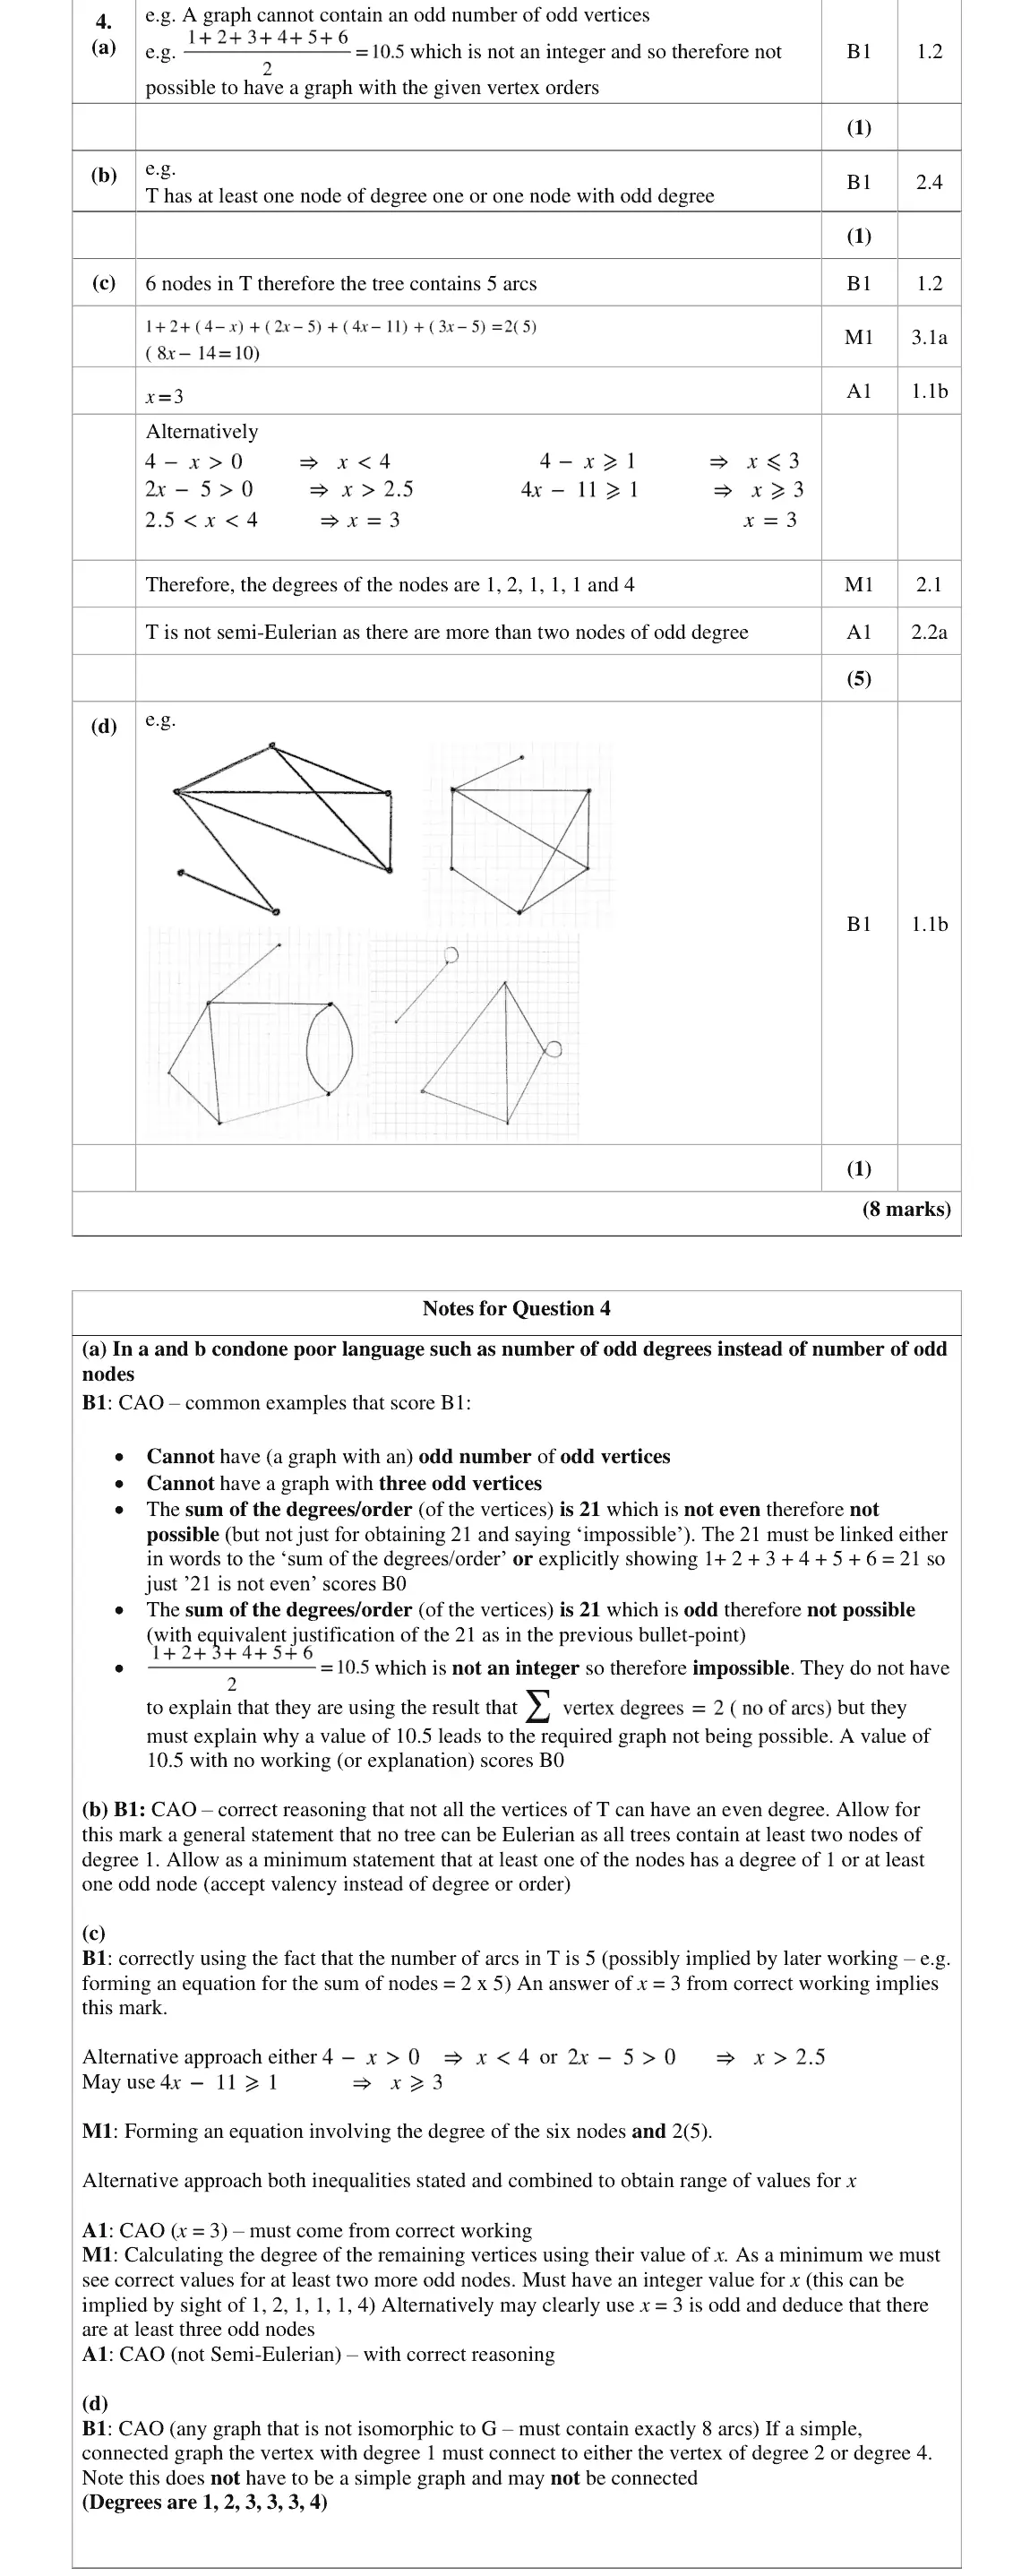 4.
(a)
e.g. A graph cannot contain an odd number of odd vertices
e.g. 1+ 2+ 3+ 4+ 5+ 6 / 2 = 10.5 which is not an integer and so therefore not
possible to have a graph with the given vertex orders
B1 1.2
(1)
(b) e.g.
T has at least one node of degree one or one node with odd degree
B1 2.4
(1)
(c) 6 nodes in T therefore the tree contains 5 arcs B1 1.2
1+ 2+ ( 4− x) + ( 2x− 5) + ( 4x− 11) + ( 3x− 5) =2( 5)
( 8x− 14=10)
M1 3.1a
x=3 A1 1.1b
Alternatively
4 − x > 0 ⇒ x < 4 4 − x ⩾ 1 ⇒ x ⩽ 3
2x − 5 > 0 ⇒ x > 2.5 4x − 11 ⩾ 1 ⇒ x ⩾ 3
2.5 < x < 4 ⇒ x = 3 x = 3
Therefore, the degrees of the nodes are 1, 2, 1, 1, 1 and 4 M1 2.1
T is not semi-Eulerian as there are more than two nodes of odd degree A1 2.2a
(5)
(d) e.g.
B1 1.1b
(1)
(8 marks)
Notes for Question 4
(a) In a and b condone poor language such as number of odd degrees instead of number of odd
nodes
B1: CAO – common examples that score B1:
• Cannot have (a graph with an) odd number of odd vertices
• Cannot have a graph with three odd vertices
• The sum of the degrees/order (of the vertices) is 21 which is not even therefore not
possible (but not just for obtaining 21 and saying ‘impossible’). The 21 must be linked either
in words to the ‘sum of the degrees/order’ or explicitly showing 1+ 2 + 3 + 4 + 5 + 6 = 21 so
just ’21 is not even’ scores B0
• The sum of the degrees/order (of the vertices) is 21 which is odd therefore not possible
(with equivalent justification of the 21 as in the previous bullet-point)
• 1+ 2+ 3+ 4+ 5+ 6 / 2 = 10.5 which is not an integer so therefore impossible. They do not have
to explain that they are using the result that ∑ vertex degrees = 2 ( no of arcs) but they
must explain why a value of 10.5 leads to the required graph not being possible. A value of
10.5 with no working (or explanation) scores B0
(b) B1: CAO – correct reasoning that not all the vertices of T can have an even degree. Allow for
this mark a general statement that no tree can be Eulerian as all trees contain at least two nodes of
degree 1. Allow as a minimum statement that at least one of the nodes has a degree of 1 or at least
one odd node (accept valency instead of degree or order)
(c)
B1: correctly using the fact that the number of arcs in T is 5 (possibly implied by later working – e.g.
forming an equation for the sum of nodes = 2 x 5) An answer of x = 3 from correct working implies
this mark.
Alternative approach either 4 − x > 0 ⇒ x < 4 or 2x − 5 > 0 ⇒ x > 2.5
May use 4x − 11 ⩾ 1 ⇒ x ⩾ 3
M1: Forming an equation involving the degree of the six nodes and 2(5).
Alternative approach both inequalities stated and combined to obtain range of values for x
A1: CAO (x = 3) – must come from correct working
M1: Calculating the degree of the remaining vertices using their value of x. As a minimum we must
see correct values for at least two more odd nodes. Must have an integer value for x (this can be
implied by sight of 1, 2, 1, 1, 1, 4) Alternatively may clearly use x = 3 is odd and deduce that there
are at least three odd nodes
A1: CAO (not Semi-Eulerian) – with correct reasoning
(d)
B1: CAO (any graph that is not isomorphic to G – must contain exactly 8 arcs) If a simple,
connected graph the vertex with degree 1 must connect to either the vertex of degree 2 or degree 4.
Note this does not have to be a simple graph and may not be connected
(Degrees are 1, 2, 3, 3, 3, 4)